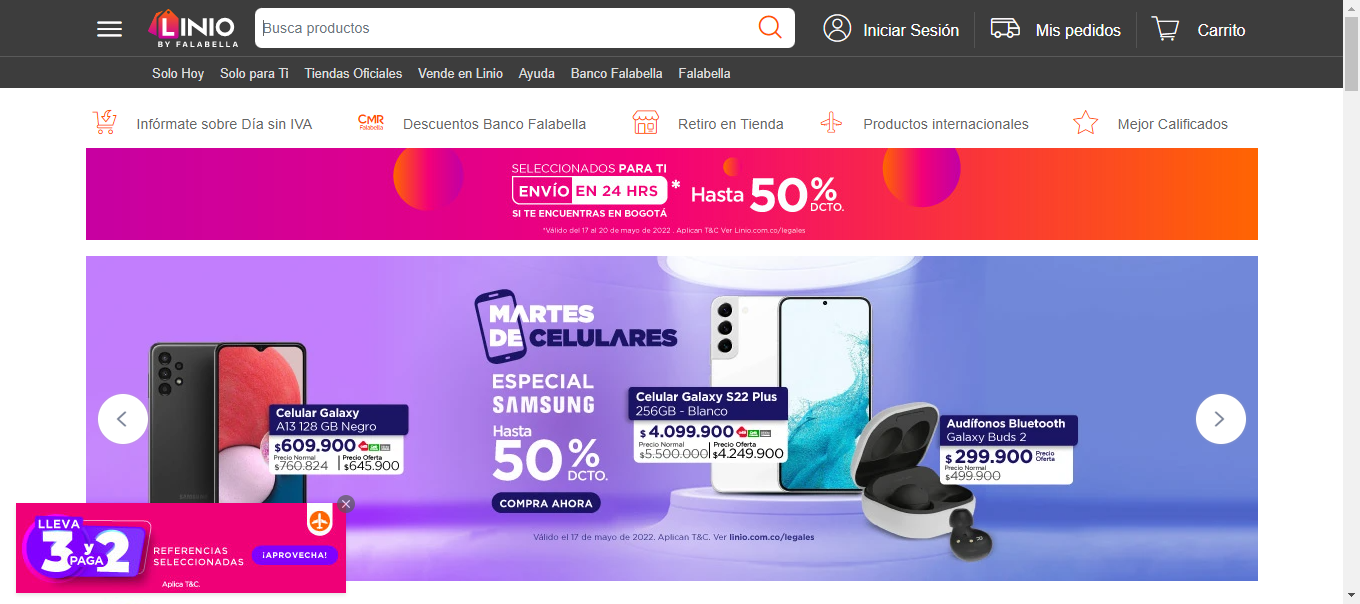 LINIO
BY FALABELLA
Busca productos
Iniciar Sesión
Mis pedidos
Carrito
Solo Hoy
Solo para Ti
Tiendas Oficiales
Vende en Linio
Ayuda
Banco Falabella
Falabella
Infórmate sobre Día sin IVA
CMR
Falabella
Descuentos Banco Falabella
Retiro en Tienda
Productos internacionales
Mejor Calificados
SELECCIONADOS PARA TI
ENVÍO EN 24 HRS *
SI TE ENCUENTRAS EN BOGOTÁ
Hasta 50% DCTO.
*Válido del 17 al 20 de mayo de 2022 . Aplican T&C Ver Linio.com.co/legales
MARTES
DE CELULARES
ESPECIAL
SAMSUNG
Hasta
50% DCTO.
COMPRA AHORA
Celular Galaxy
A13 128 GB Negro
$609.900
Precio Normal
$760.824
Precio Oferta
$645.900
SAMSUNG
Celular Galaxy S22 Plus
256GB - Blanco
$ 4.099.900
Precio Normal
$5.500.000
Precio Oferta
$4.249.900
Audífonos Bluetooth
Galaxy Buds 2
$ 299.900 Precio Oferta
Precio Normal
$499.900
Válido el 17 de mayo de 2022. Aplican T&C. Ver linio.com.co/legales
LLEVA
3 y 2
PAGA
REFERENCIAS
SELECCIONADAS
¡APROVECHA!
Aplica T&C.